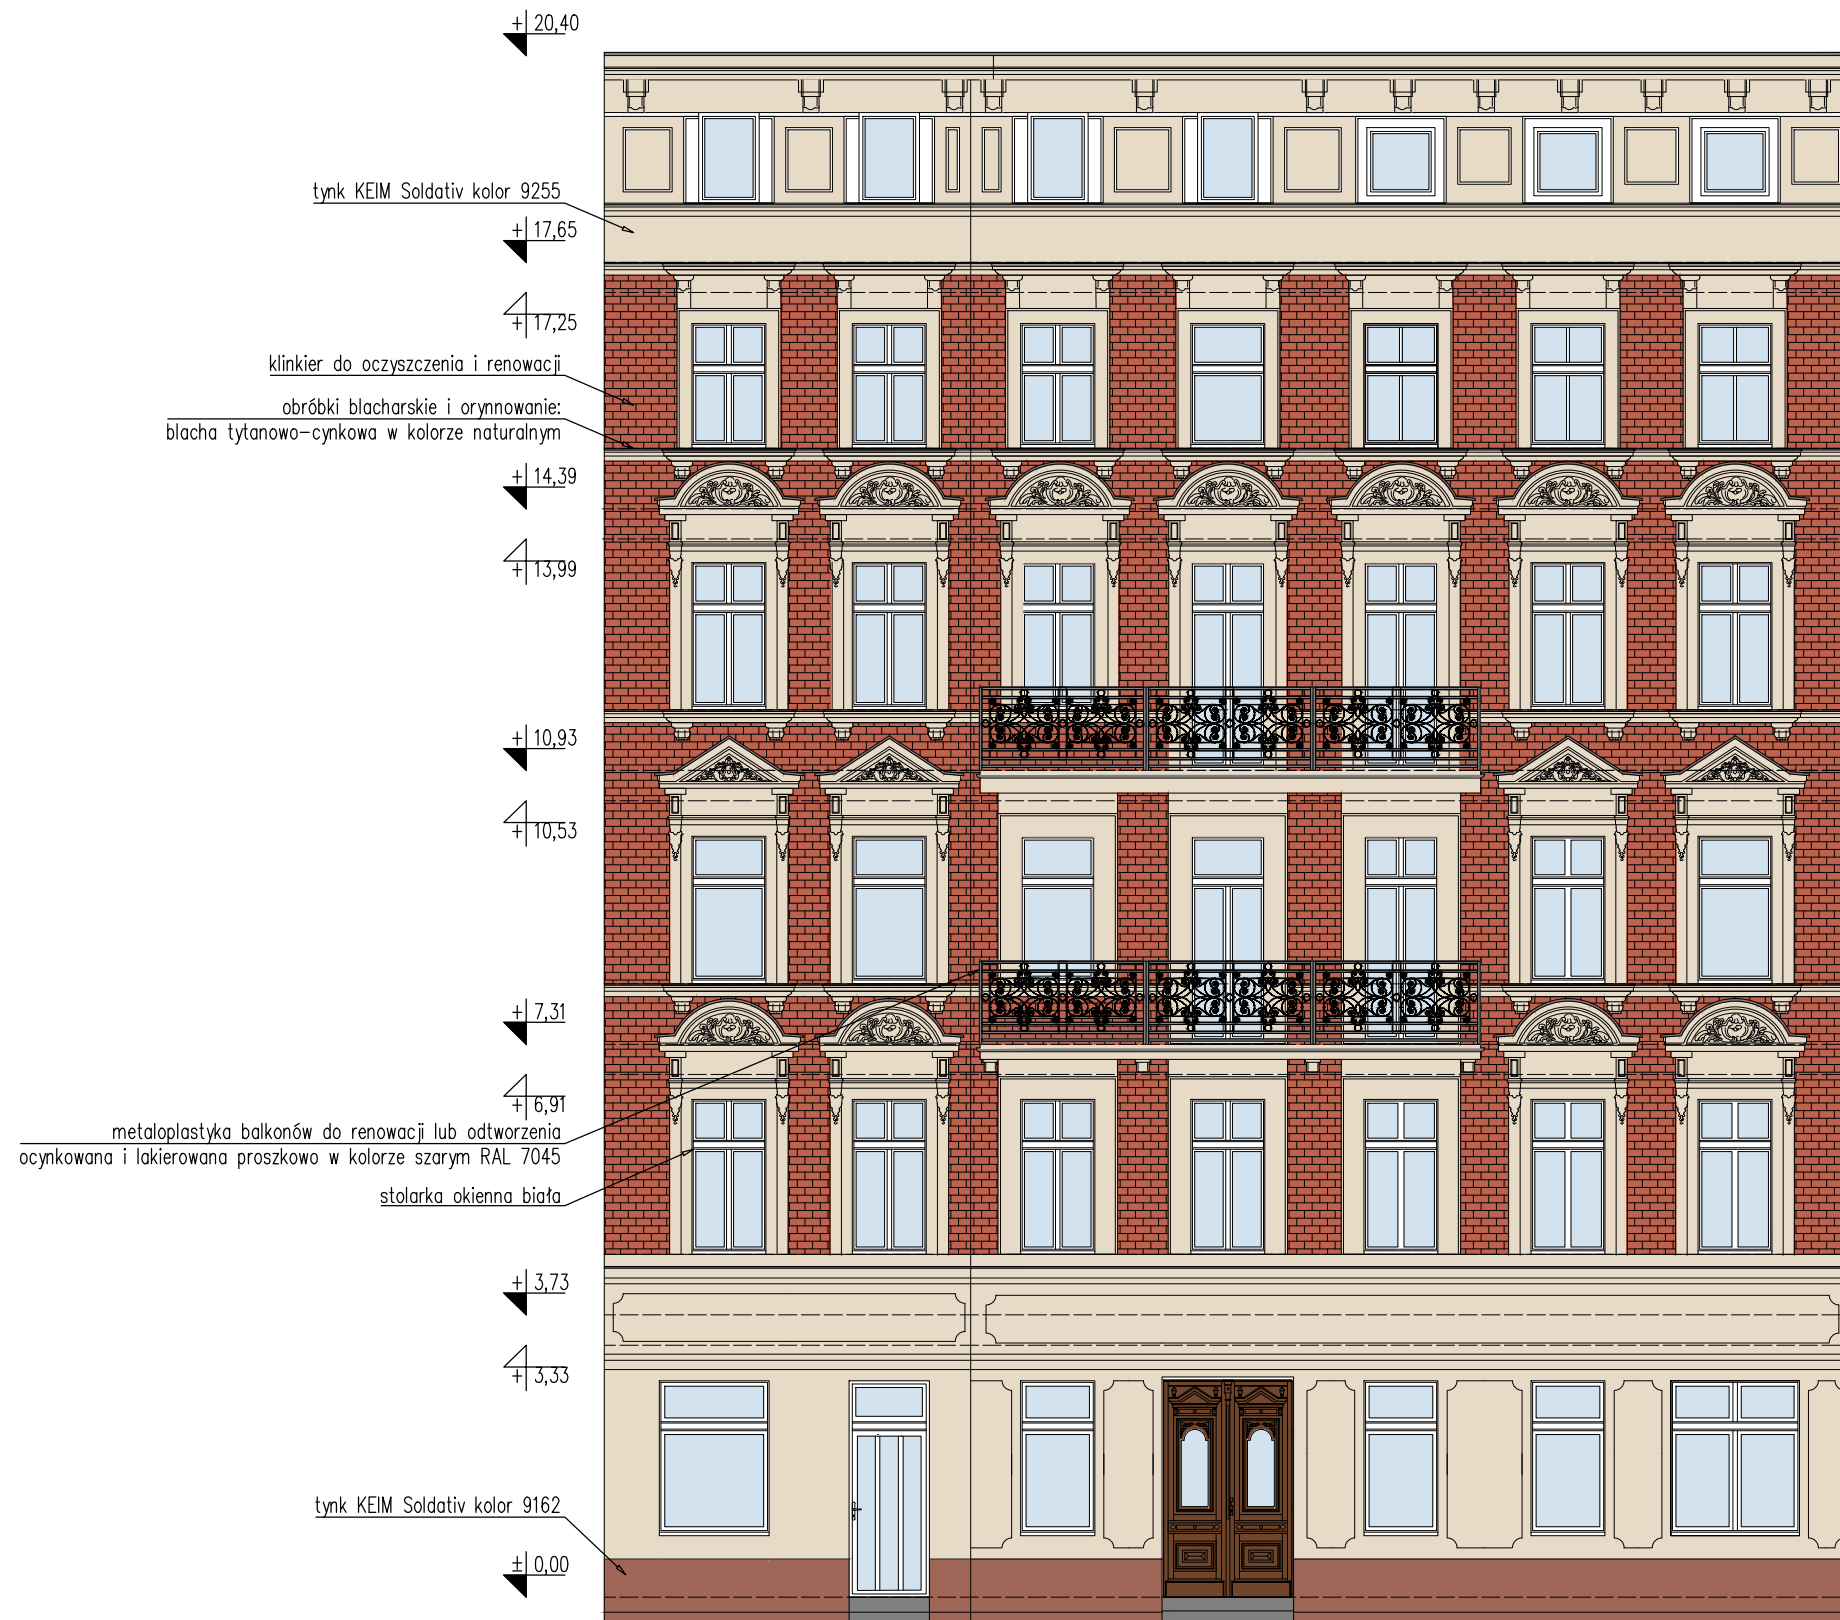 + 20,40
tynk KEIM Soldativ kolor 9255
+ 17,65
+ 17,25
klinkier do oczyszczenia i renowacji
obróbki blacharskie i orynnowanie:
blacha tytanowo-cynkowa w kolorze naturalnym
+ 14,39
+ 13,99
+ 10,93
+ 10,53
+ 7,31
+ 6,91
metaloplastyka balkonów do renowacji lub odtworzenia
ocynkowana i lakierowana proszkowo w kolorze szarym RAL 7045
stolarka okienna biała
+ 3,73
+ 3,33
tynk KEIM Soldativ kolor 9162
± 0,00